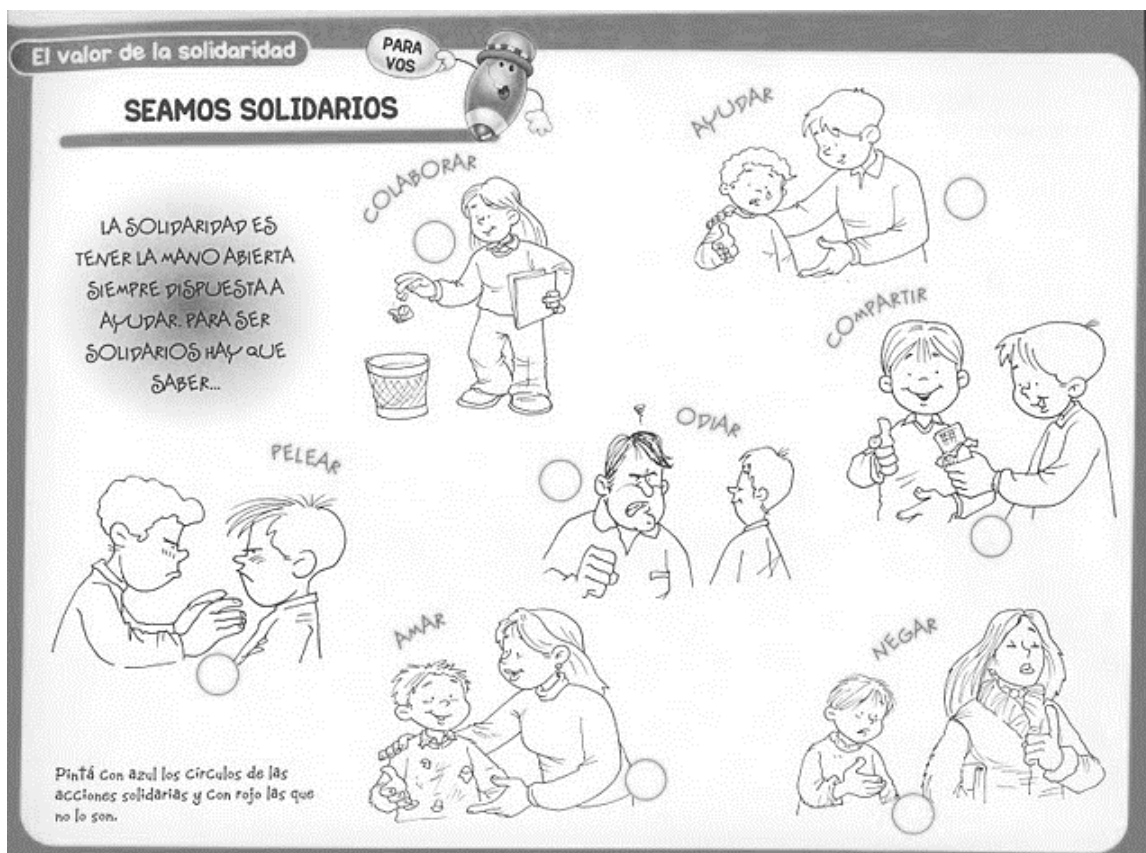 El valor de la solidaridad
PARA
VOS
SEAMOS SOLIDARIOS
LA SOLIDARIDAD ES
TENER LA MANO ABIERTA
SIEMPRE DISPUESTA A
AYUDAR. PARA SER
SOLIDARIOS HAY QUE
SABER...
COLABORAR
AYUDAR
COMPARTIR
ODIAR
PELEAR
AMAR
NEGAR
Pintá con azul los círculos de las
acciones solidarias y con rojo las que
no lo son.